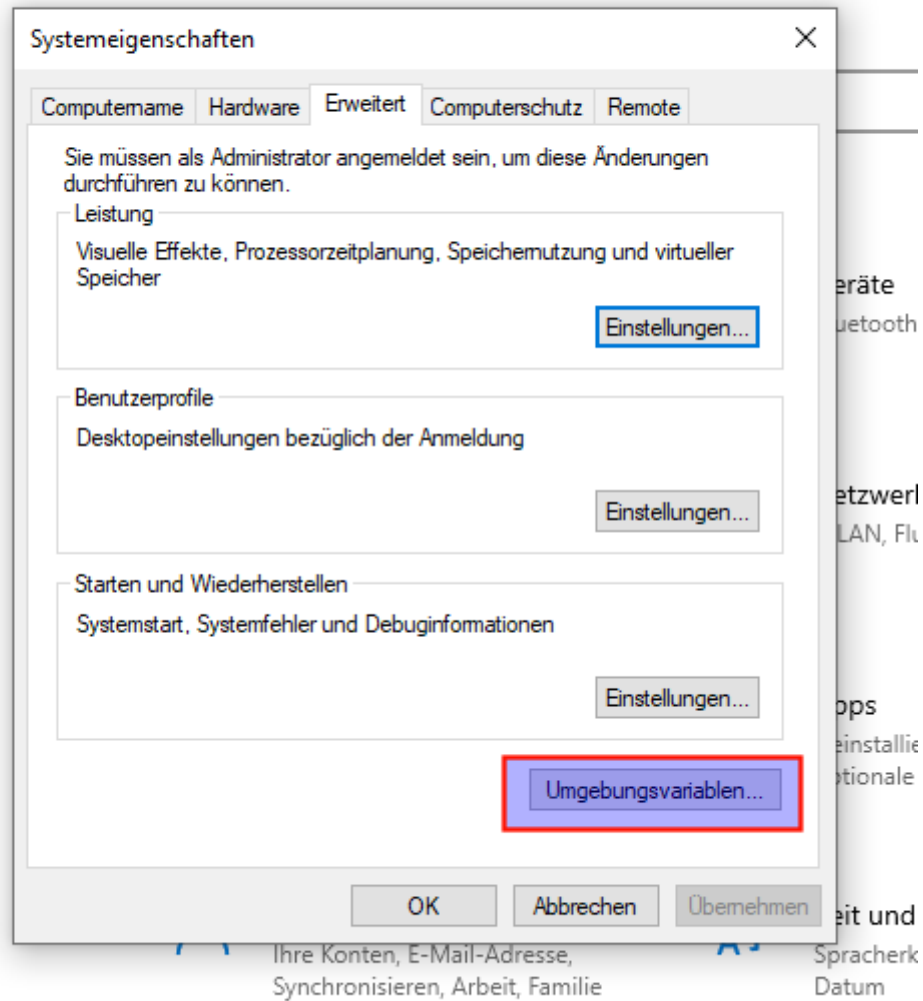 Systemeigenschaften
Computername Hardware Erweitert Computerschutz Remote
Sie müssen als Administrator angemeldet sein, um diese Änderungen
durchführen zu können.
Leistung
Visuelle Effekte, Prozessorzeitplanung, Speichernutzung und virtueller
Speicher
Einstellungen...
Benutzerprofile
Desktopeinstellungen bezüglich der Anmeldung
Einstellungen...
Starten und Wiederherstellen
Systemstart, Systemfehler und Debuginformationen
Einstellungen...
Umgebungsvariablen...
OK Abbrechen Übernehmen
Ihre Konten, E-Mail-Adresse,
Synchronisieren, Arbeit, Familie
und
Datum